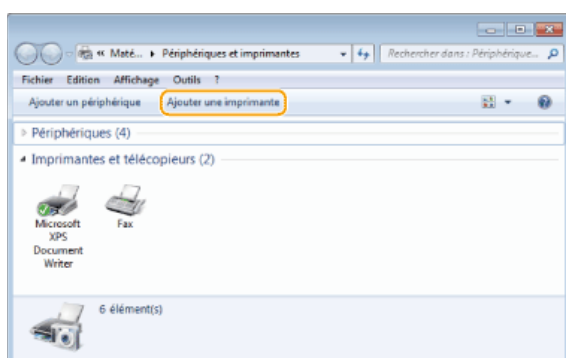 « Maté... ▸ Périphériques et imprimantes
Rechercher dans : Périphérique...
Fichier Edition Affichage Outils ?
Ajouter un périphérique Ajouter une imprimante
Périphériques (4)
Imprimantes et télécopieurs (2)
Microsoft XPS Document Writer
Fax
6 élément(s)